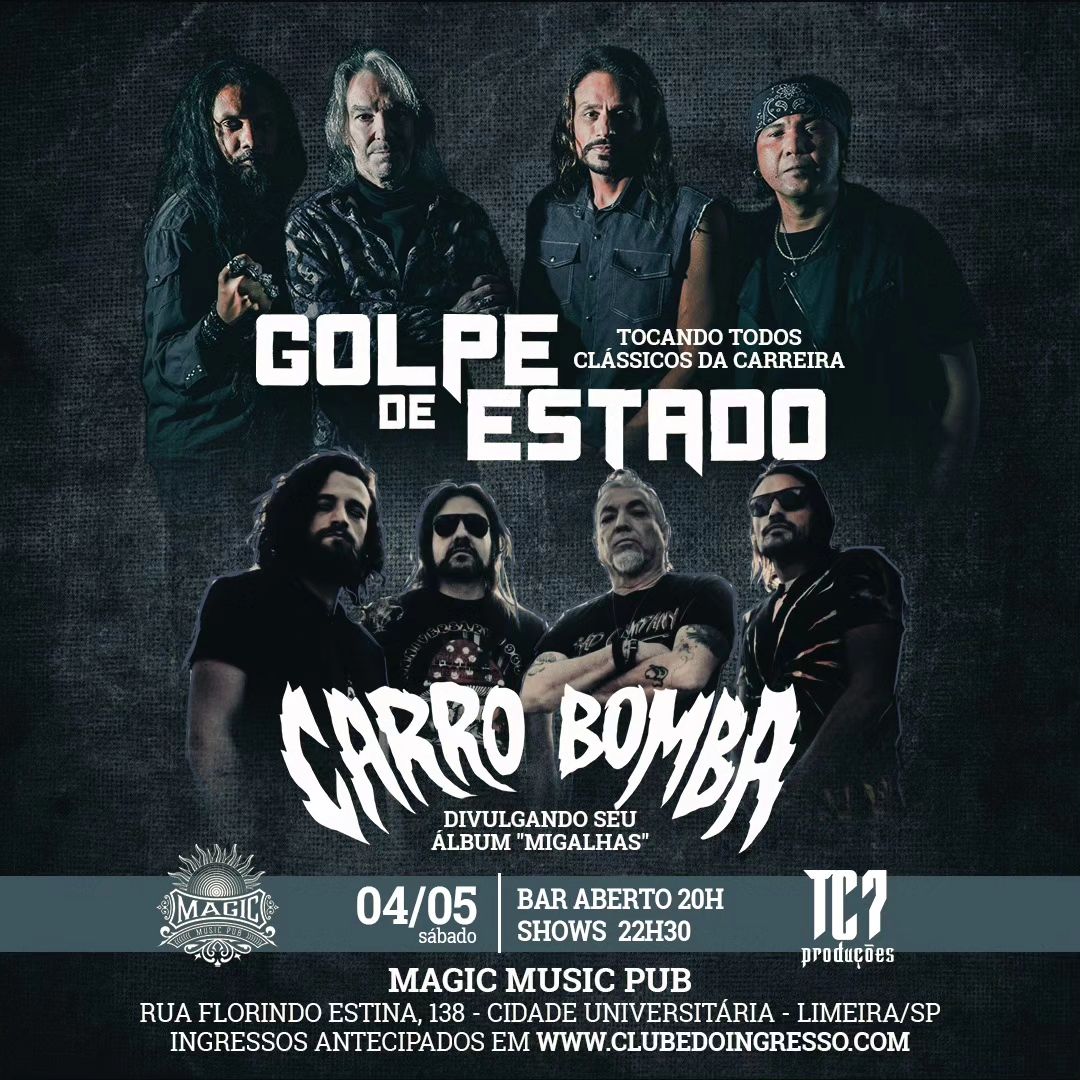 GOLPE
DE ESTADO
TOCANDO TODOS
CLÁSSICOS DA CARREIRA
CARRO BOMBA
DIVULGANDO SEU
ÁLBUM "MIGALHAS"
MAGIC
MUSIC PUB
04/05
sábado
BAR ABERTO 20H
SHOWS 22H30
TC7
produções
MAGIC MUSIC PUB
RUA FLORINDO ESTINA, 138 - CIDADE UNIVERSITÁRIA - LIMEIRA/SP
INGRESSOS ANTECIPADOS EM WWW.CLUBEDOINGRESSO.COM